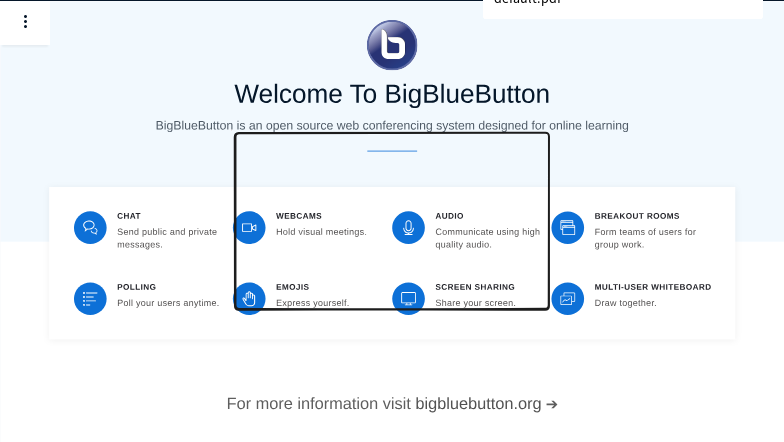 default.pdf
Welcome To BigBlueButton
BigBlueButton is an open source web conferencing system designed for online learning
CHAT
Send public and private
messages.
WEBCAMS
Hold visual meetings.
AUDIO
Communicate using high
quality audio.
BREAKOUT ROOMS
Form teams of users for
group work.
POLLING
Poll your users anytime.
EMOJIS
Express yourself.
SCREEN SHARING
Share your screen.
MULTI-USER WHITEBOARD
Draw together.
For more information visit bigbluebutton.org →